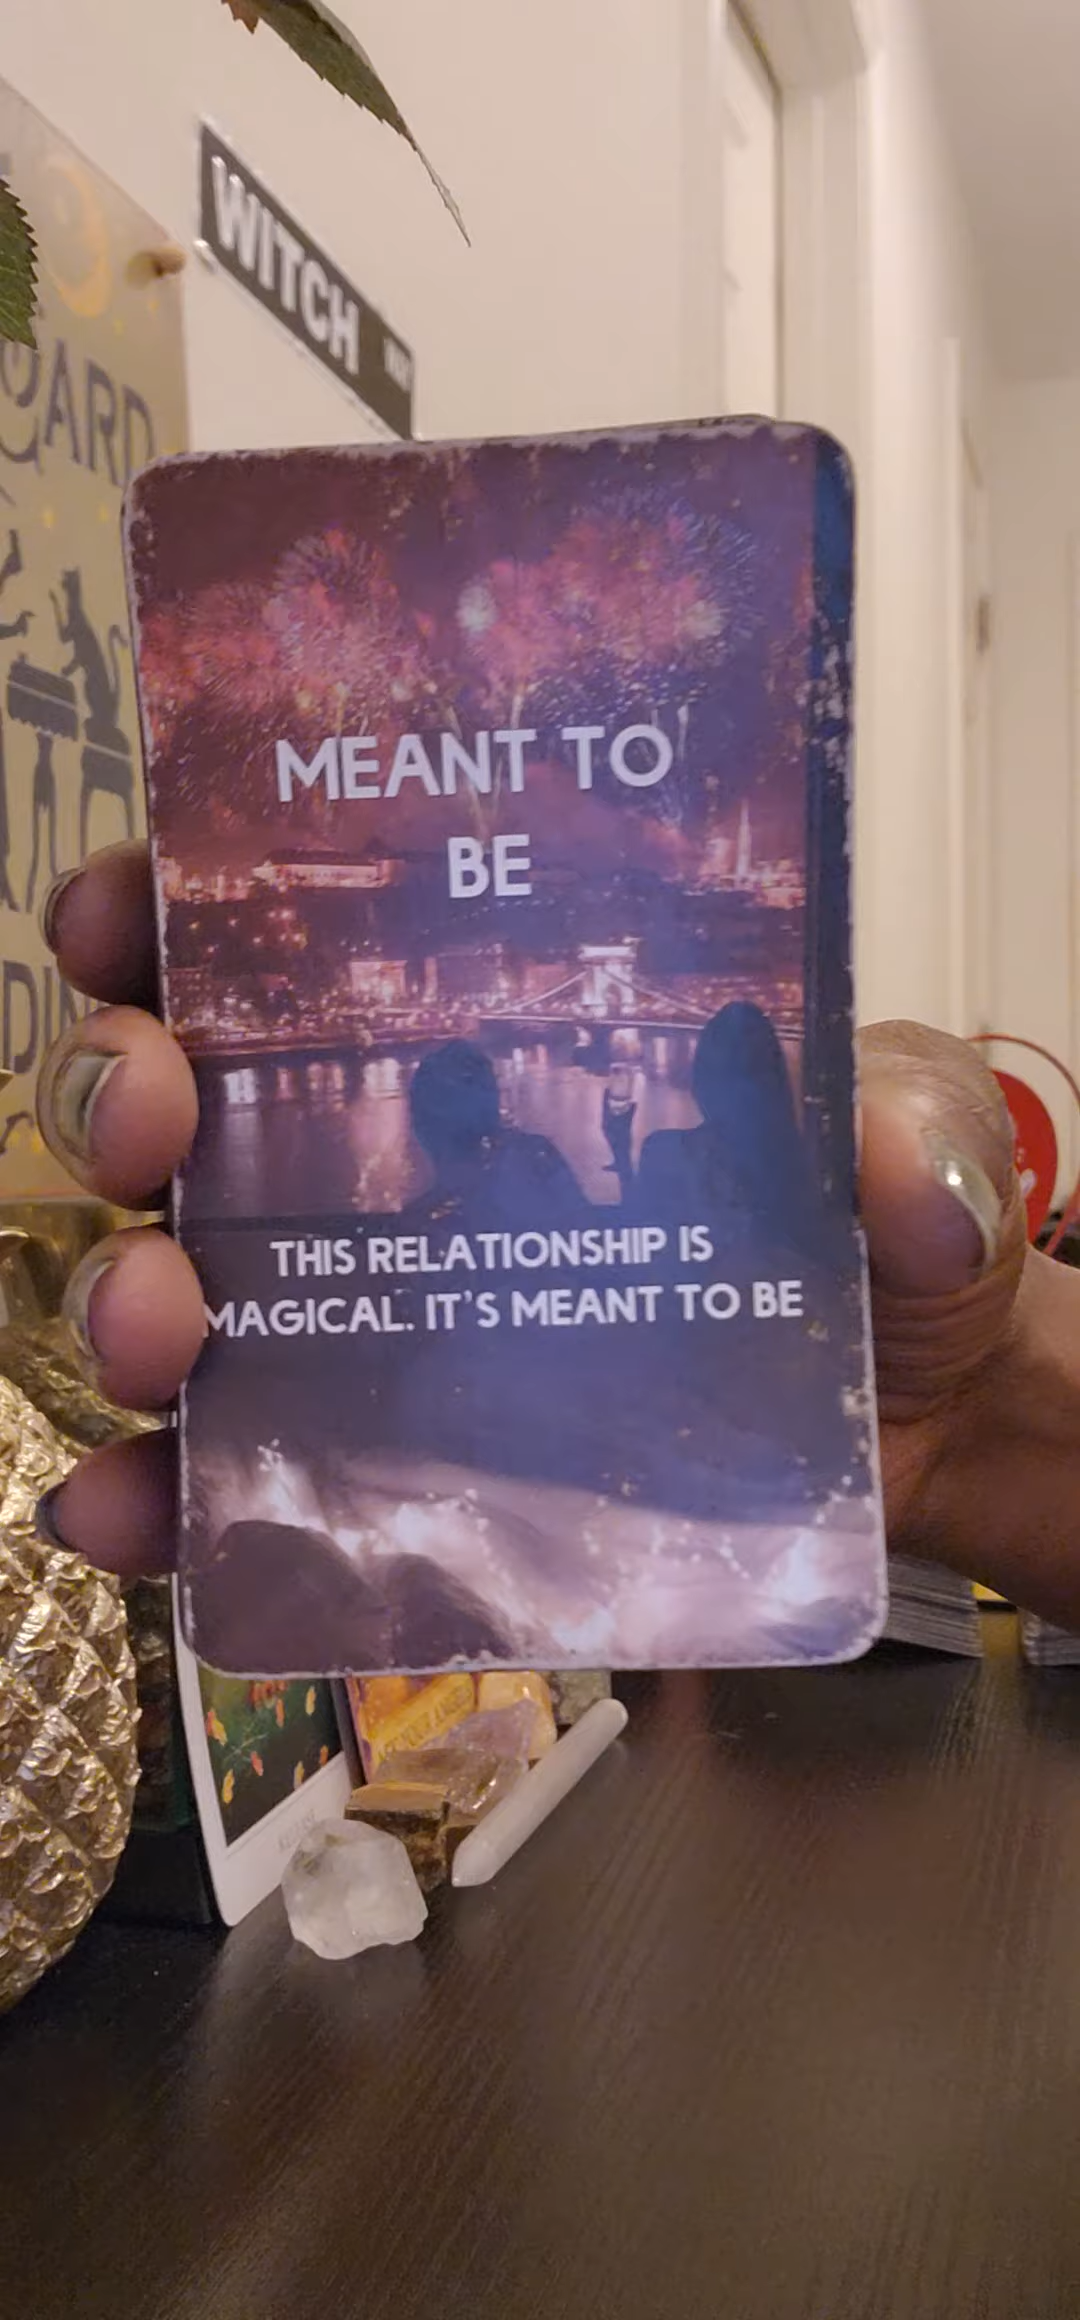 WITCH
MEANT TO
BE
THIS RELATIONSHIP IS
MAGICAL. IT'S MEANT TO BE